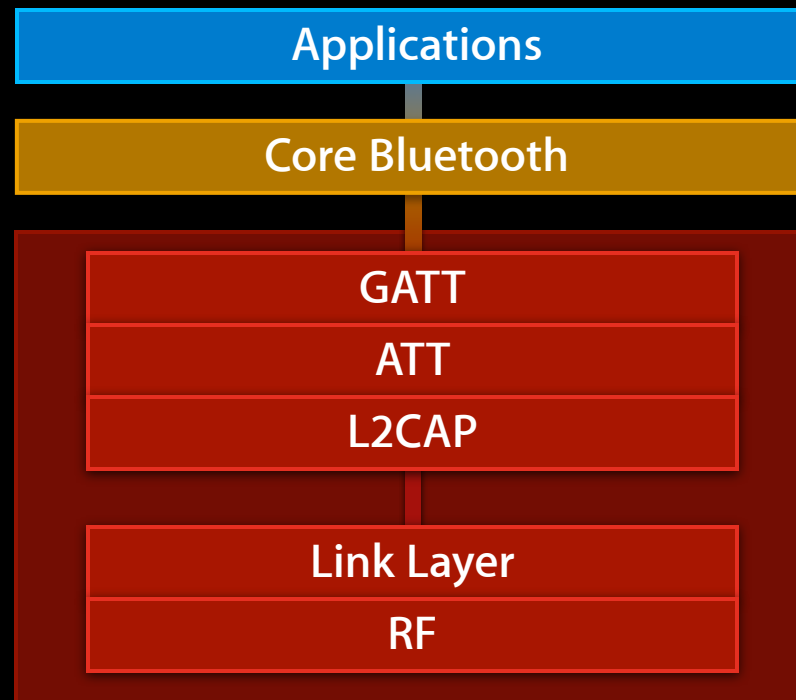 Applications
Core Bluetooth
GATT
ATT
L2CAP
Link Layer
RF